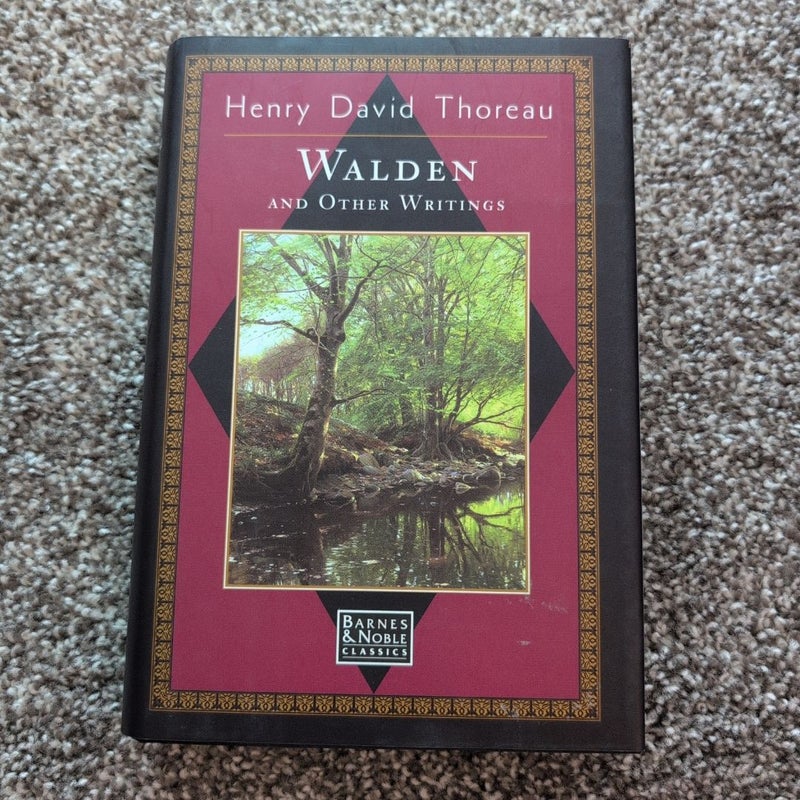 Henry David Thoreau
WALDEN
AND OTHER WRITINGS
BARNES
& NOBLE
CLASSICS